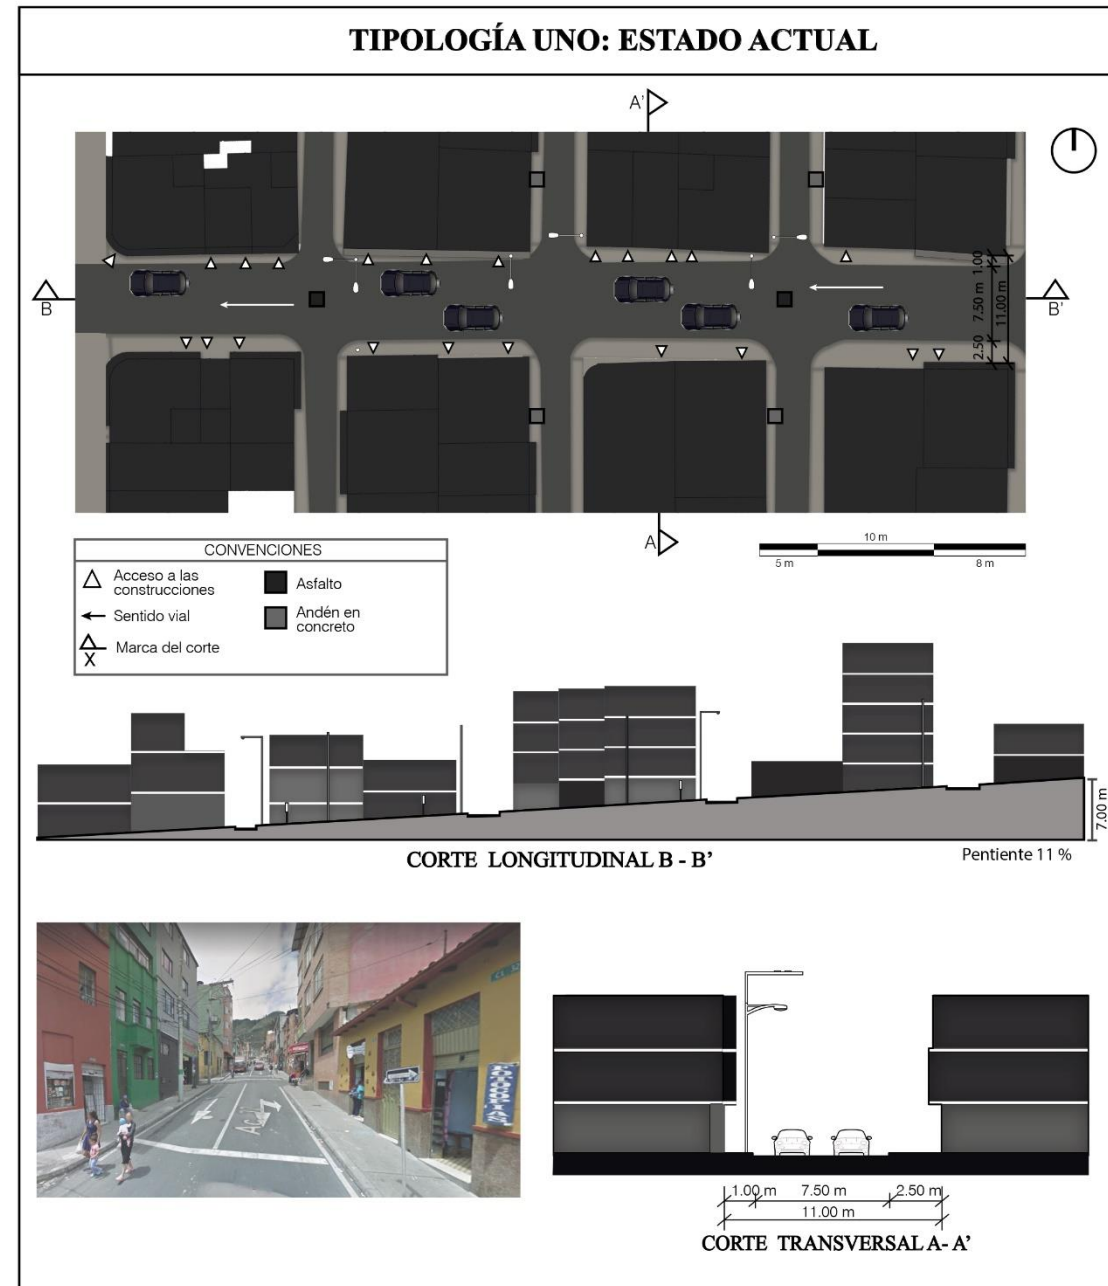 TIPOLOGÍA UNO: ESTADO ACTUAL
A'
B
B'
1.00
7.50 m
2.50
11.00 m
A
10 m
5 m
8 m
CONVENCIONES
Acceso a las
construcciones
Asfalto
Sentido vial
Andén en
concreto
X
Marca del corte
7.00 m
CORTE LONGITUDINAL B - B'
Pentiente 11 %
FOTOCOPIAS
1.00 m 7.50 m 2.50 m
11.00 m
CORTE TRANSVERSAL A- A'